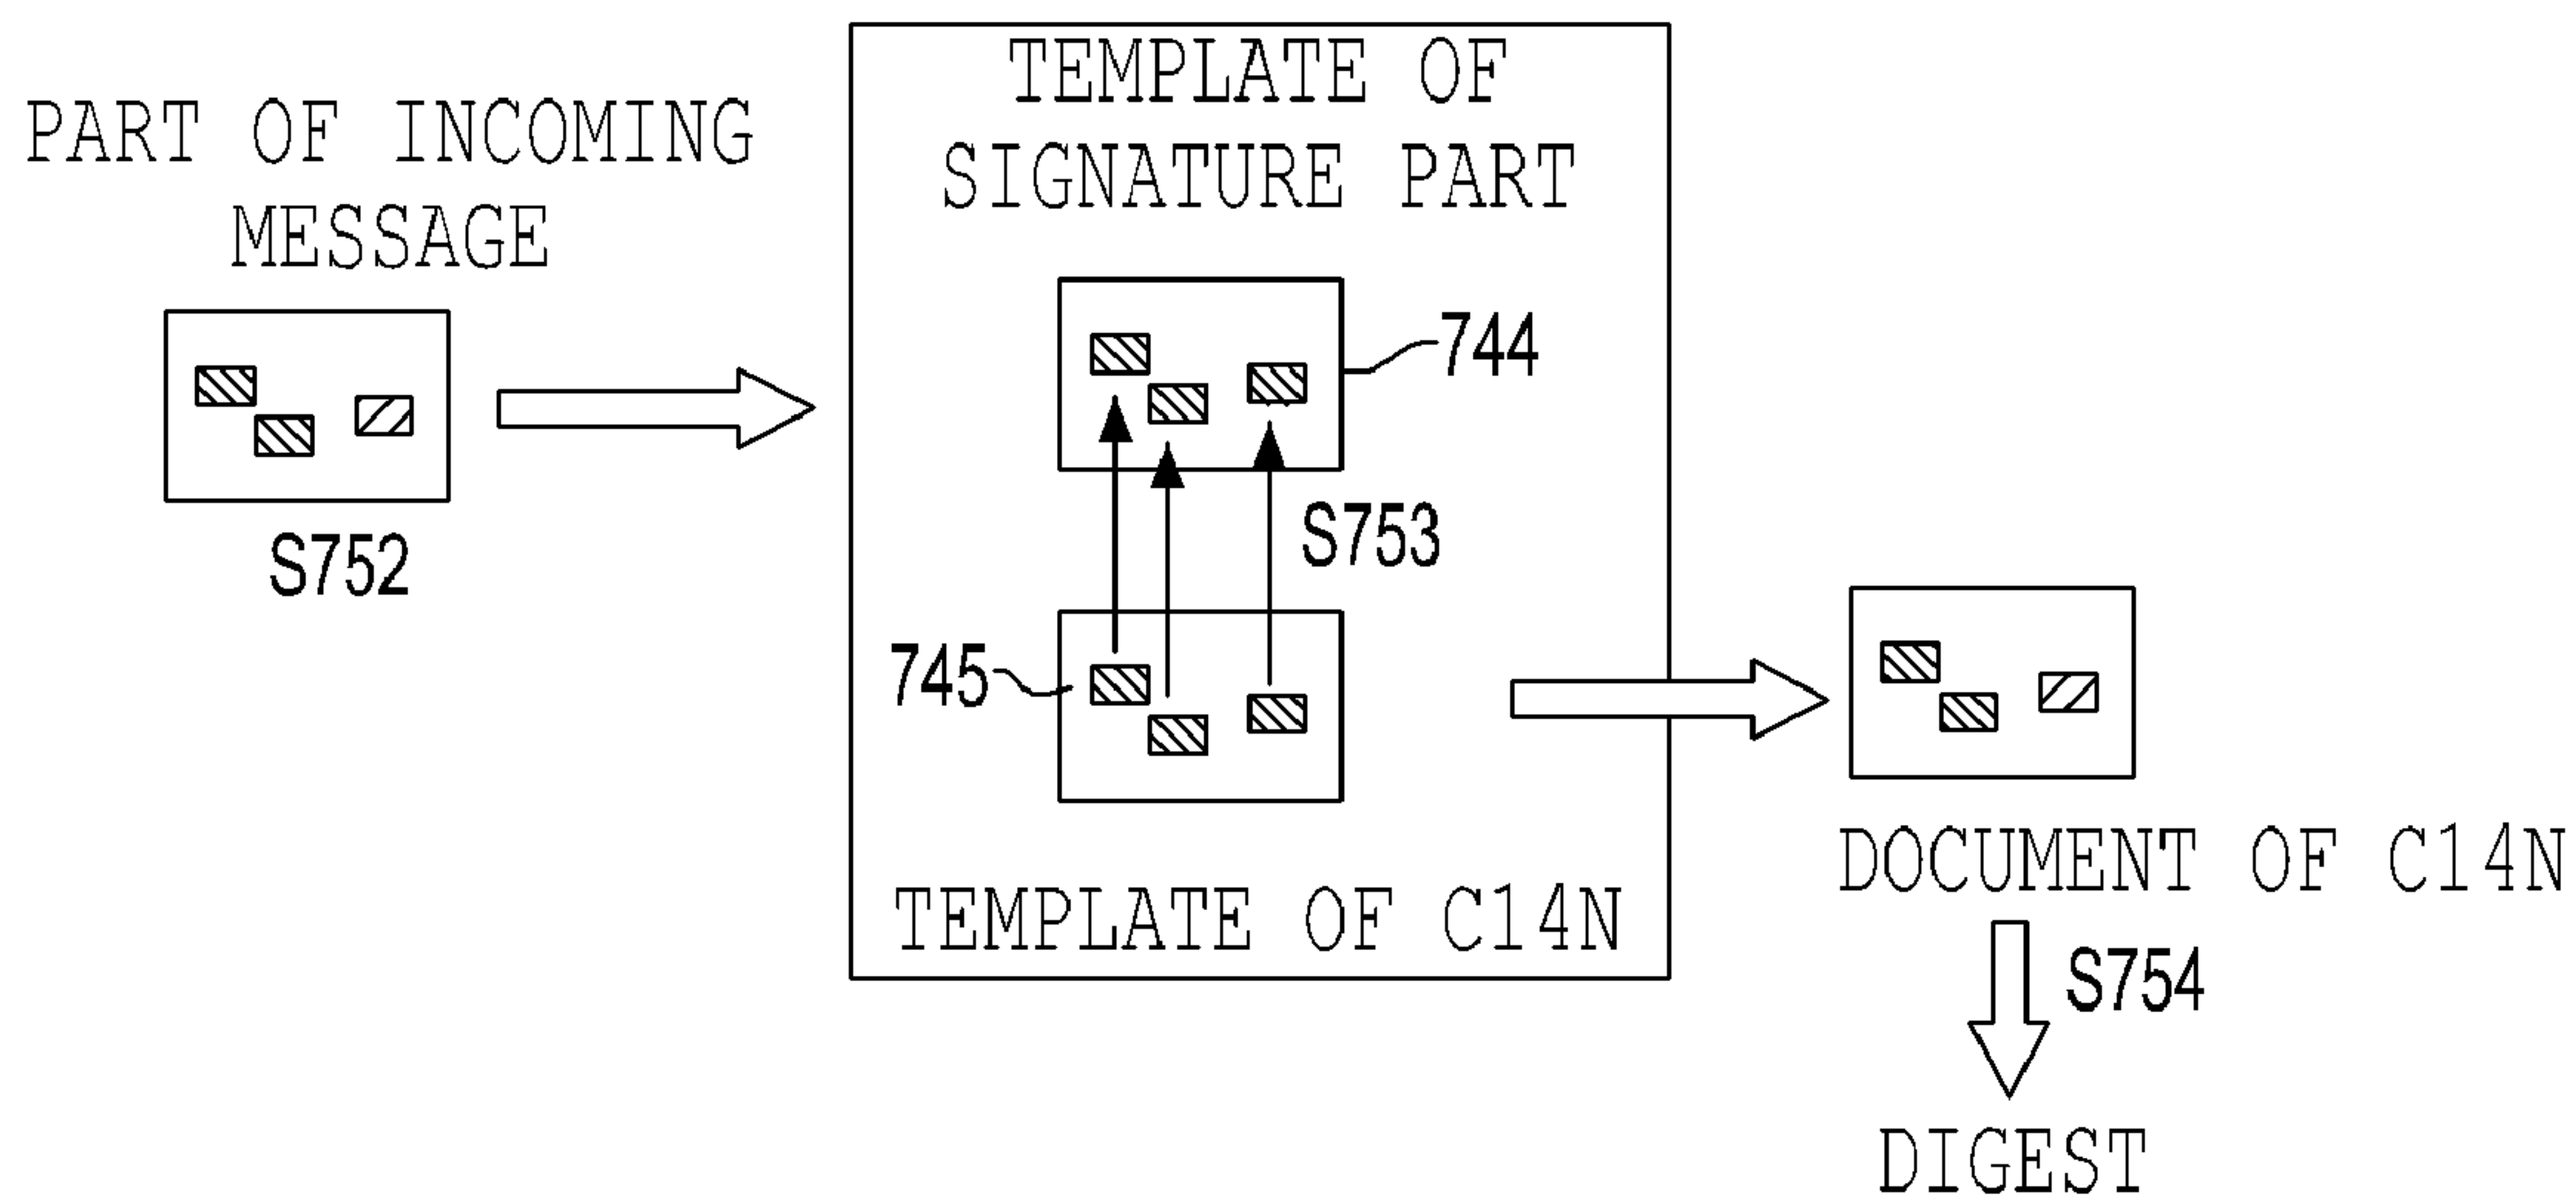 PART OF INCOMING
MESSAGE
S752
TEMPLATE OF
SIGNATURE PART
744
S753
745
TEMPLATE OF C14N
DOCUMENT OF C14N
S754
DIGEST